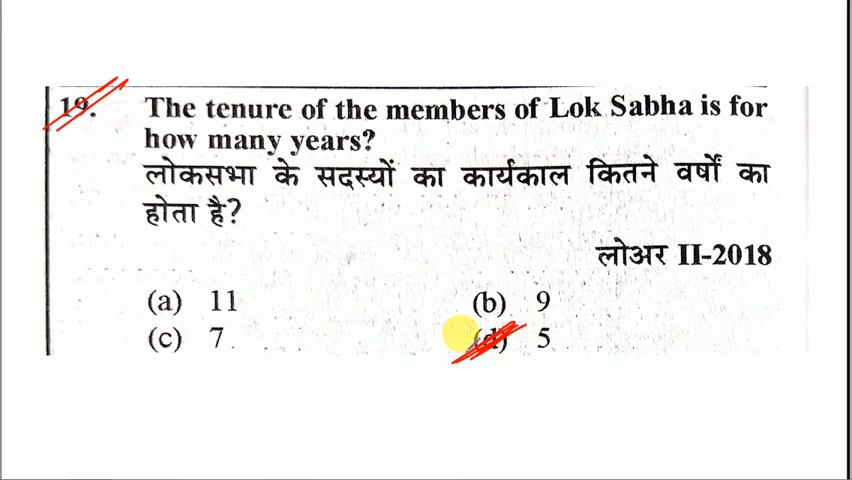 19. The tenure of the members of Lok Sabha is for
how many years?
लोकसभा के सदस्यों का कार्यकाल कितने वर्षों का
होता है?
लोअर II-2018
(a) 11 (b) 9
(c) 7 (d) 5